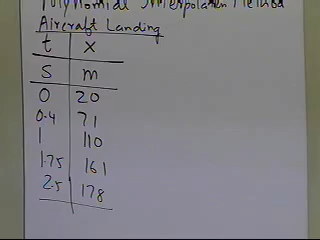 Polynomial Interpolation Method
Aircraft Landing
t x
s m
0 20
0.4 71
1 110
1.75 161
2.5 178